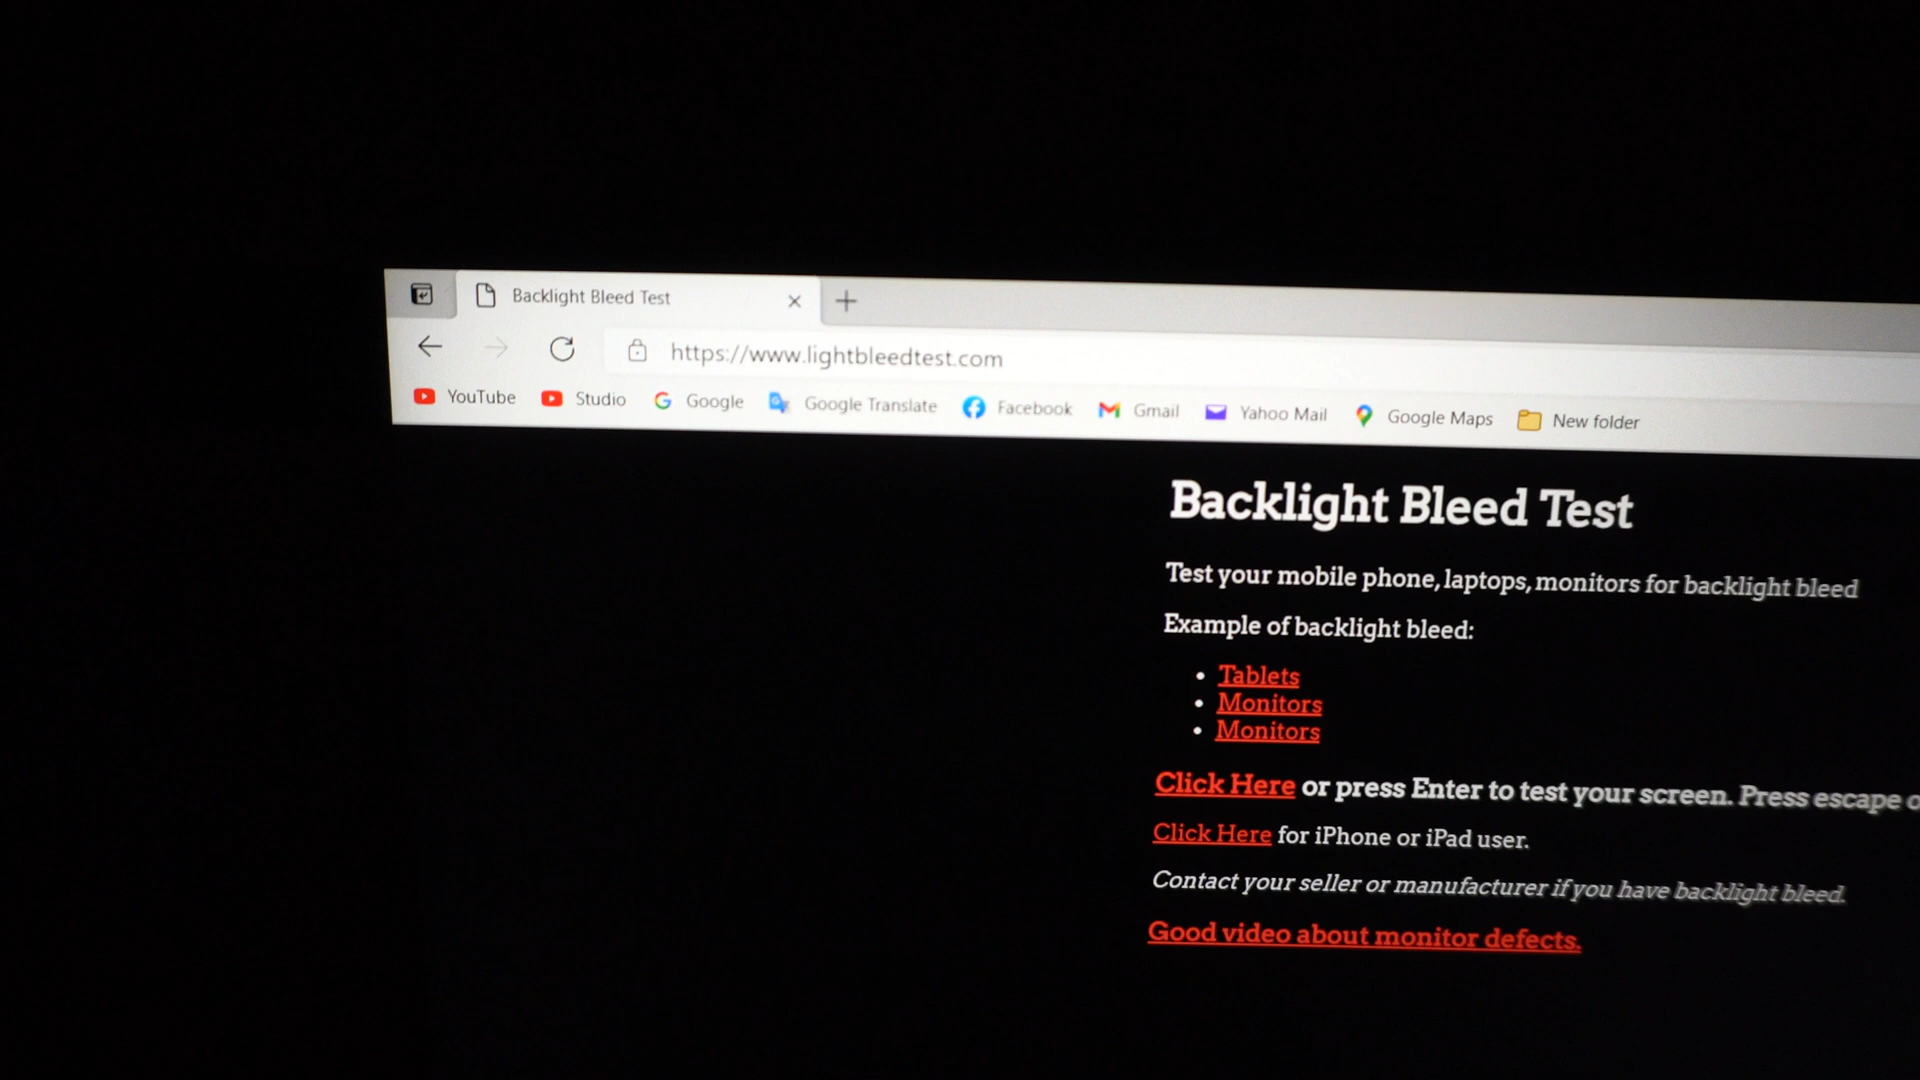 Backlight Bleed Test
https://www.lightbleedtest.com
YouTube Studio Google Google Translate Facebook Gmail Yahoo Mail Google Maps New folder
Backlight Bleed Test
Test your mobile phone, laptops, monitors for backlight bleed
Example of backlight bleed:
Tablets
Monitors
Monitors
Click Here or press Enter to test your screen. Press escape
Click Here for iPhone or iPad user.
Contact your seller or manufacturer if you have backlight bleed.
Good video about monitor defects.